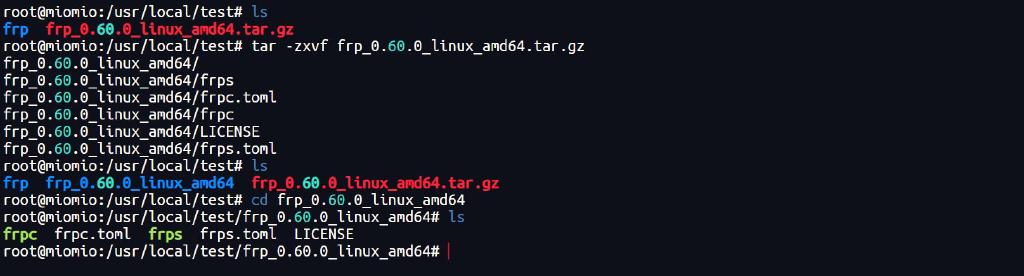 root@miomio:/usr/local/test# ls
frp  frp_0.60.0_linux_amd64.tar.gz
root@miomio:/usr/local/test# tar -zxvf frp_0.60.0_linux_amd64.tar.gz
frp_0.60.0_linux_amd64/
frp_0.60.0_linux_amd64/frps
frp_0.60.0_linux_amd64/frpc.toml
frp_0.60.0_linux_amd64/frpc
frp_0.60.0_linux_amd64/LICENSE
frp_0.60.0_linux_amd64/frps.toml
root@miomio:/usr/local/test# ls
frp  frp_0.60.0_linux_amd64  frp_0.60.0_linux_amd64.tar.gz
root@miomio:/usr/local/test# cd frp_0.60.0_linux_amd64
root@miomio:/usr/local/test/frp_0.60.0_linux_amd64# ls
frpc  frpc.toml  frps  frps.toml  LICENSE
root@miomio:/usr/local/test/frp_0.60.0_linux_amd64#